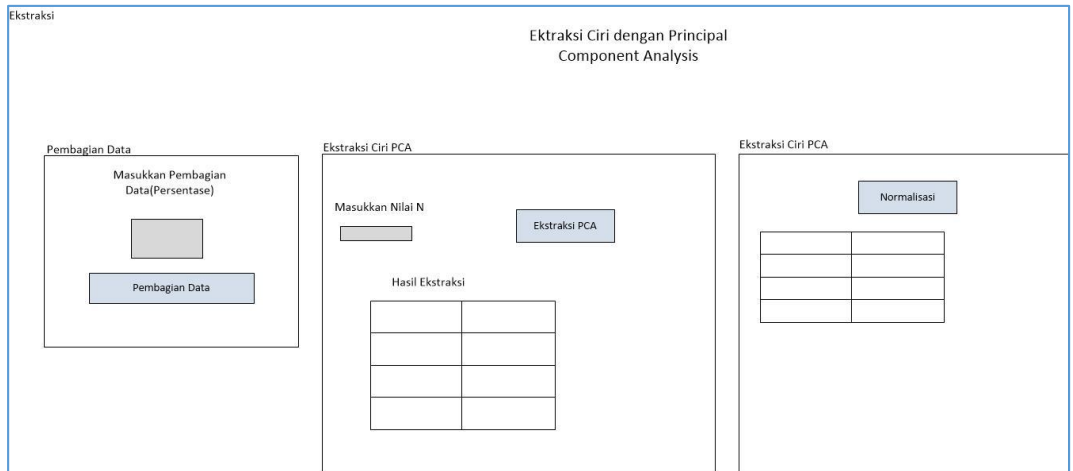 Ekstraksi
Ektraksi Ciri dengan Principal
Component Analysis
Pembagian Data
Masukkan Pembagian
Data(Persentase)
Pembagian Data
Ekstraksi Ciri PCA
Masukkan Nilai N
Ekstraksi PCA
Hasil Ekstraksi
Ekstraksi Ciri PCA
Normalisasi